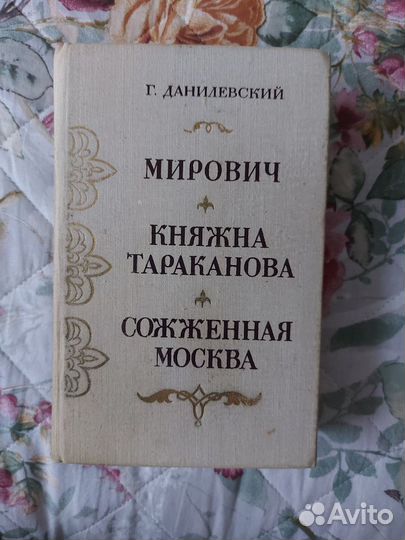 Г. ДАНИЛЕВСКИЙ
МИРОВИЧ
КНЯЖНА
ТАРАКАНОВА
СОЖЖЕННАЯ
МОСКВА
Avito